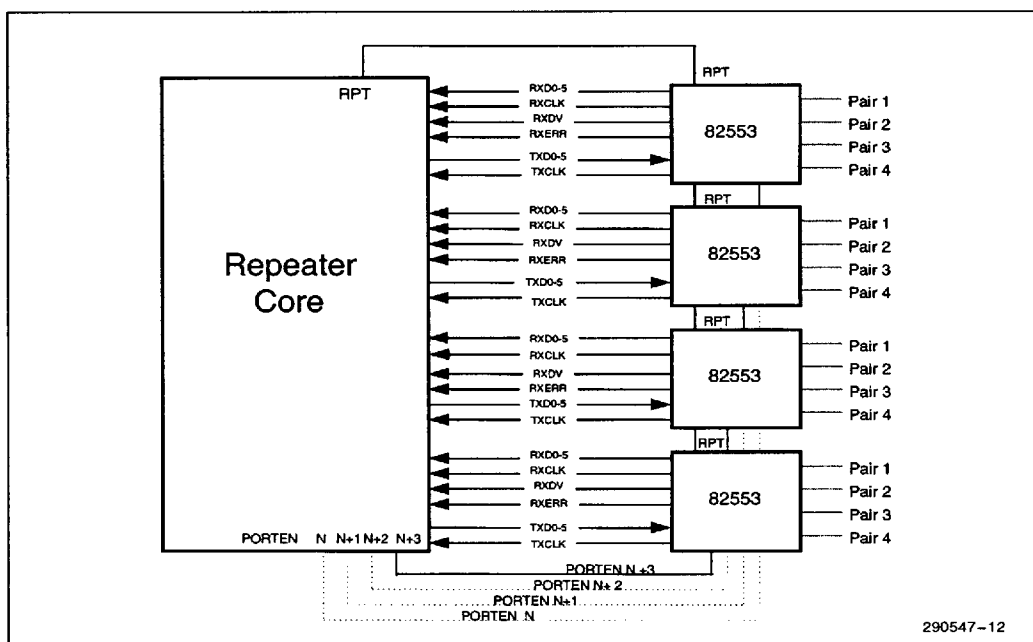 RPT
RPT
Repeater
Core
RXD0-5
RXCLK
RXDV
RXERR
TXD0-5
TXCLK
82553
Pair 1
Pair 2
Pair 3
Pair 4
RPT
RXD0-5
RXCLK
RXDV
RXERR
TXD0-5
TXCLK
82553
Pair 1
Pair 2
Pair 3
Pair 4
RPT
RXD0-5
RXCLK
RXDV
RXERR
TXD0-5
TXCLK
82553
Pair 1
Pair 2
Pair 3
Pair 4
RPT
RXD0-5
RXCLK
RXDV
RXERR
TXD0-5
TXCLK
82553
Pair 1
Pair 2
Pair 3
Pair 4
PORTEN N N+1 N+2 N+3
PORTEN N +3
PORTEN N+ 2
PORTEN N+1
PORTEN N
290547-12